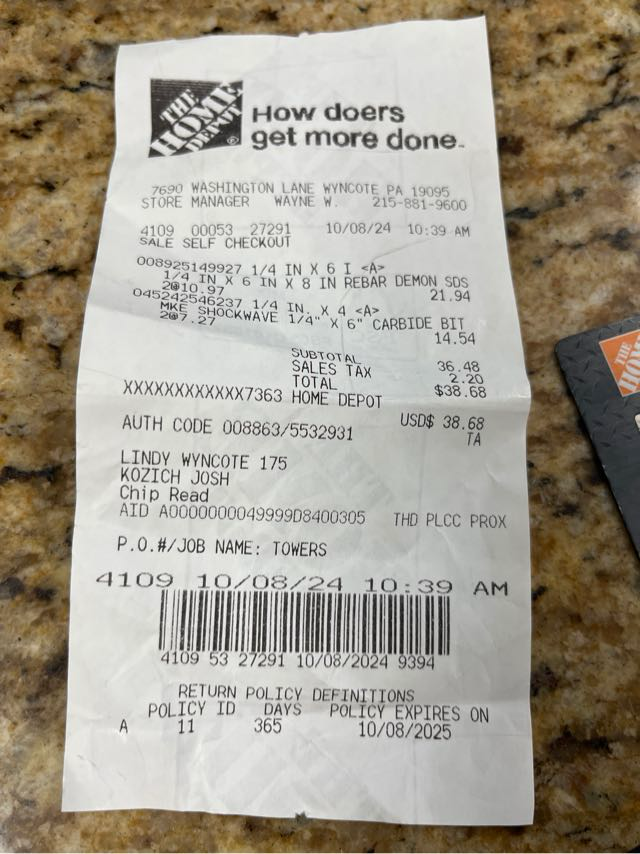 THE HOME DEPOT
How doers
get more done.
7690 WASHINGTON LANE WYNCOTE PA 19095
STORE MANAGER WAYNE W. 215-881-9600
4109 00053 27291 10/08/24 10:39 AM
SALE SELF CHECKOUT
008925149927 1/4 IN X 6 I <A>
1/4 IN X 6 IN X 8 IN REBAR DEMON SDS
2@10.97 21.94
045242546237 1/4 IN. X 4 <A>
MKE SHOCKWAVE 1/4" X 6" CARBIDE BIT
2@7.27 14.54
SUBTOTAL 36.48
SALES TAX 2.20
TOTAL $38.68
XXXXXXXXXXXX7363 HOME DEPOT
USD$ 38.68
AUTH CODE 008863/5532931 TA
LINDY WYNCOTE 175
KOZICH JOSH
Chip Read
AID A0000000049999D8400305 THD PLCC PROX
P.O.#/JOB NAME: TOWERS
4109 10/08/24 10:39 AM
4109 53 27291 10/08/2024 9394
RETURN POLICY DEFINITIONS
POLICY ID DAYS POLICY EXPIRES ON
A 11 365 10/08/2025